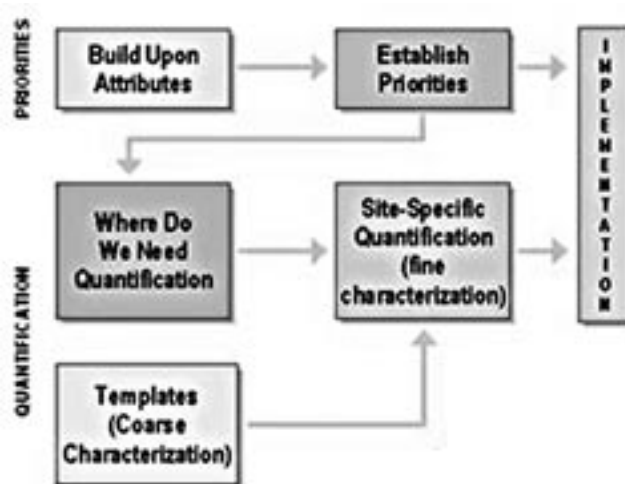 PRIORITIES
Build Upon
Attributes
Establish
Priorities
IMPLEMENTATION
QUANTIFICATION
Where Do
We Need
Quantification
Site-Specific
Quantification
(fine
characterization)
Templates
(Coarse
Characterization)